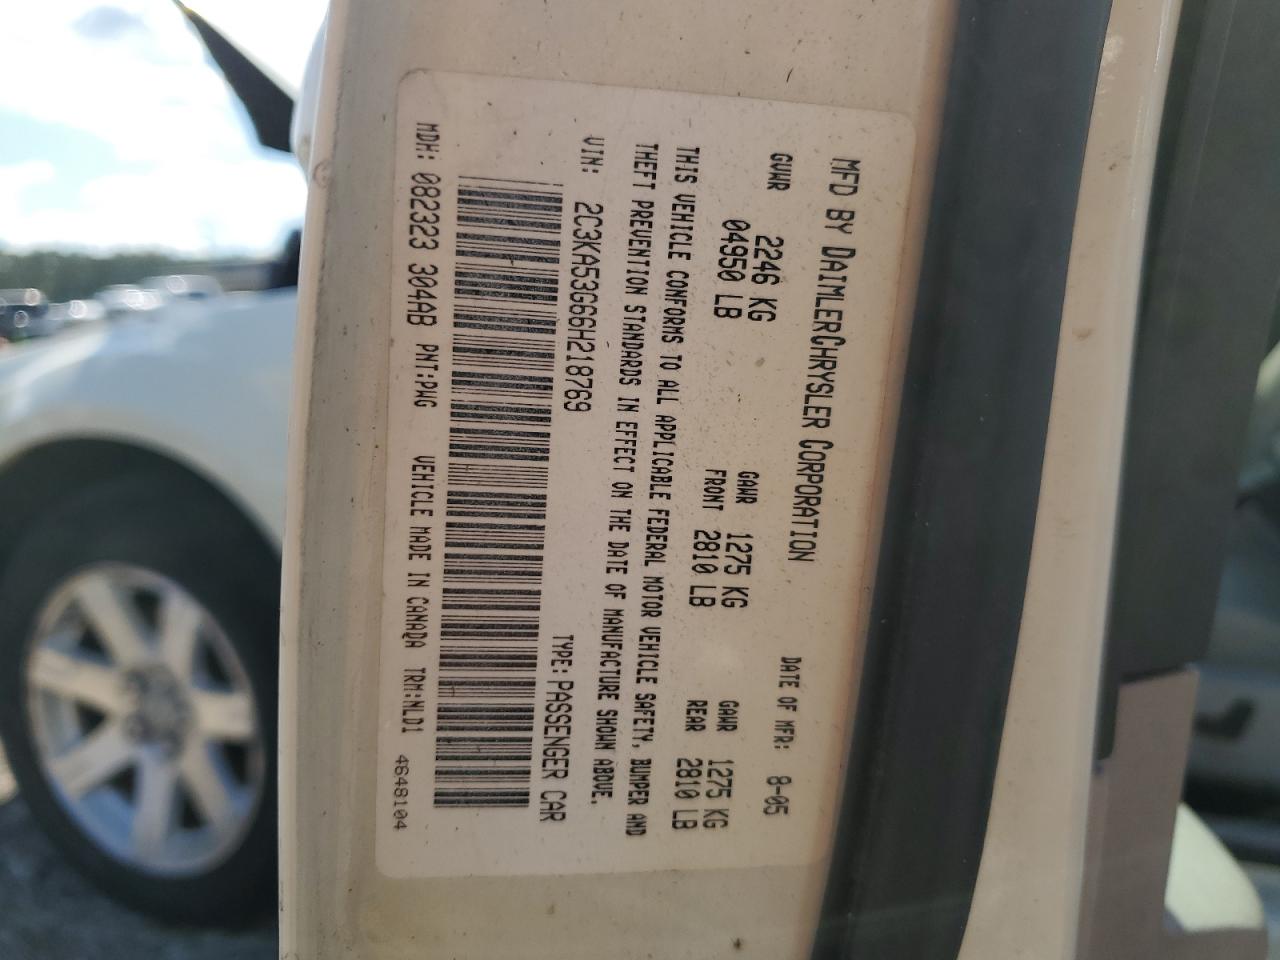 MFD BY DAIMLERCHRYSLER CORPORATION DATE OF MFR: 8-05
GVWR 2246 KG GAWR 1275 KG GAWR 1275 KG
04950 LB FRONT 2810 LB REAR 2810 LB
THIS VEHICLE CONFORMS TO ALL APPLICABLE FEDERAL MOTOR VEHICLE SAFETY, BUMPER AND
THEFT PREVENTION STANDARDS IN EFFECT ON THE DATE OF MANUFACTURE SHOWN ABOVE.
VIN: 2C3KA53G66H218769 TYPE: PASSENGER CAR
MDH: 082323 304AB PNT:PWG VEHICLE MADE IN CANADA TRM:NLD1 4648104